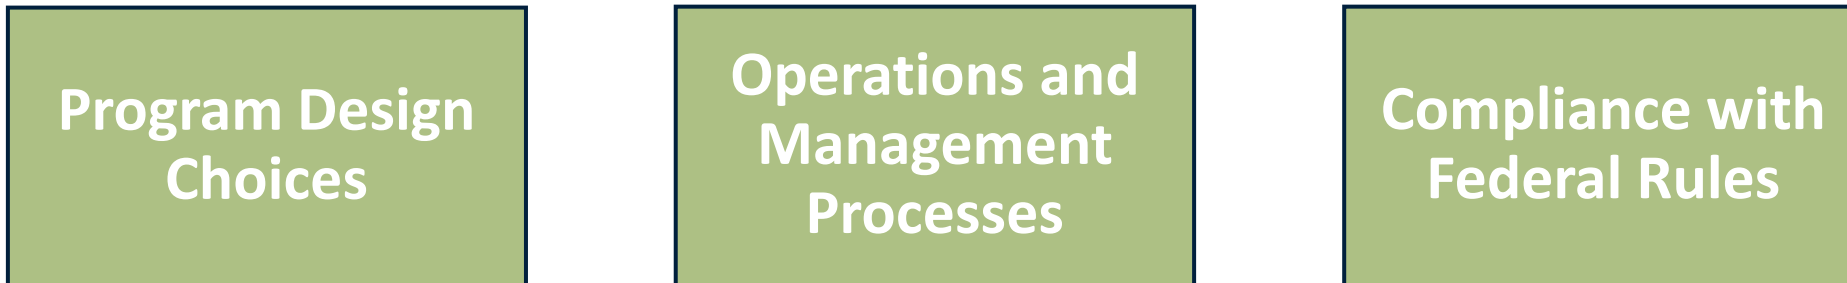 Program Design
Choices
Operations and
Management
Processes
Compliance with
Federal Rules